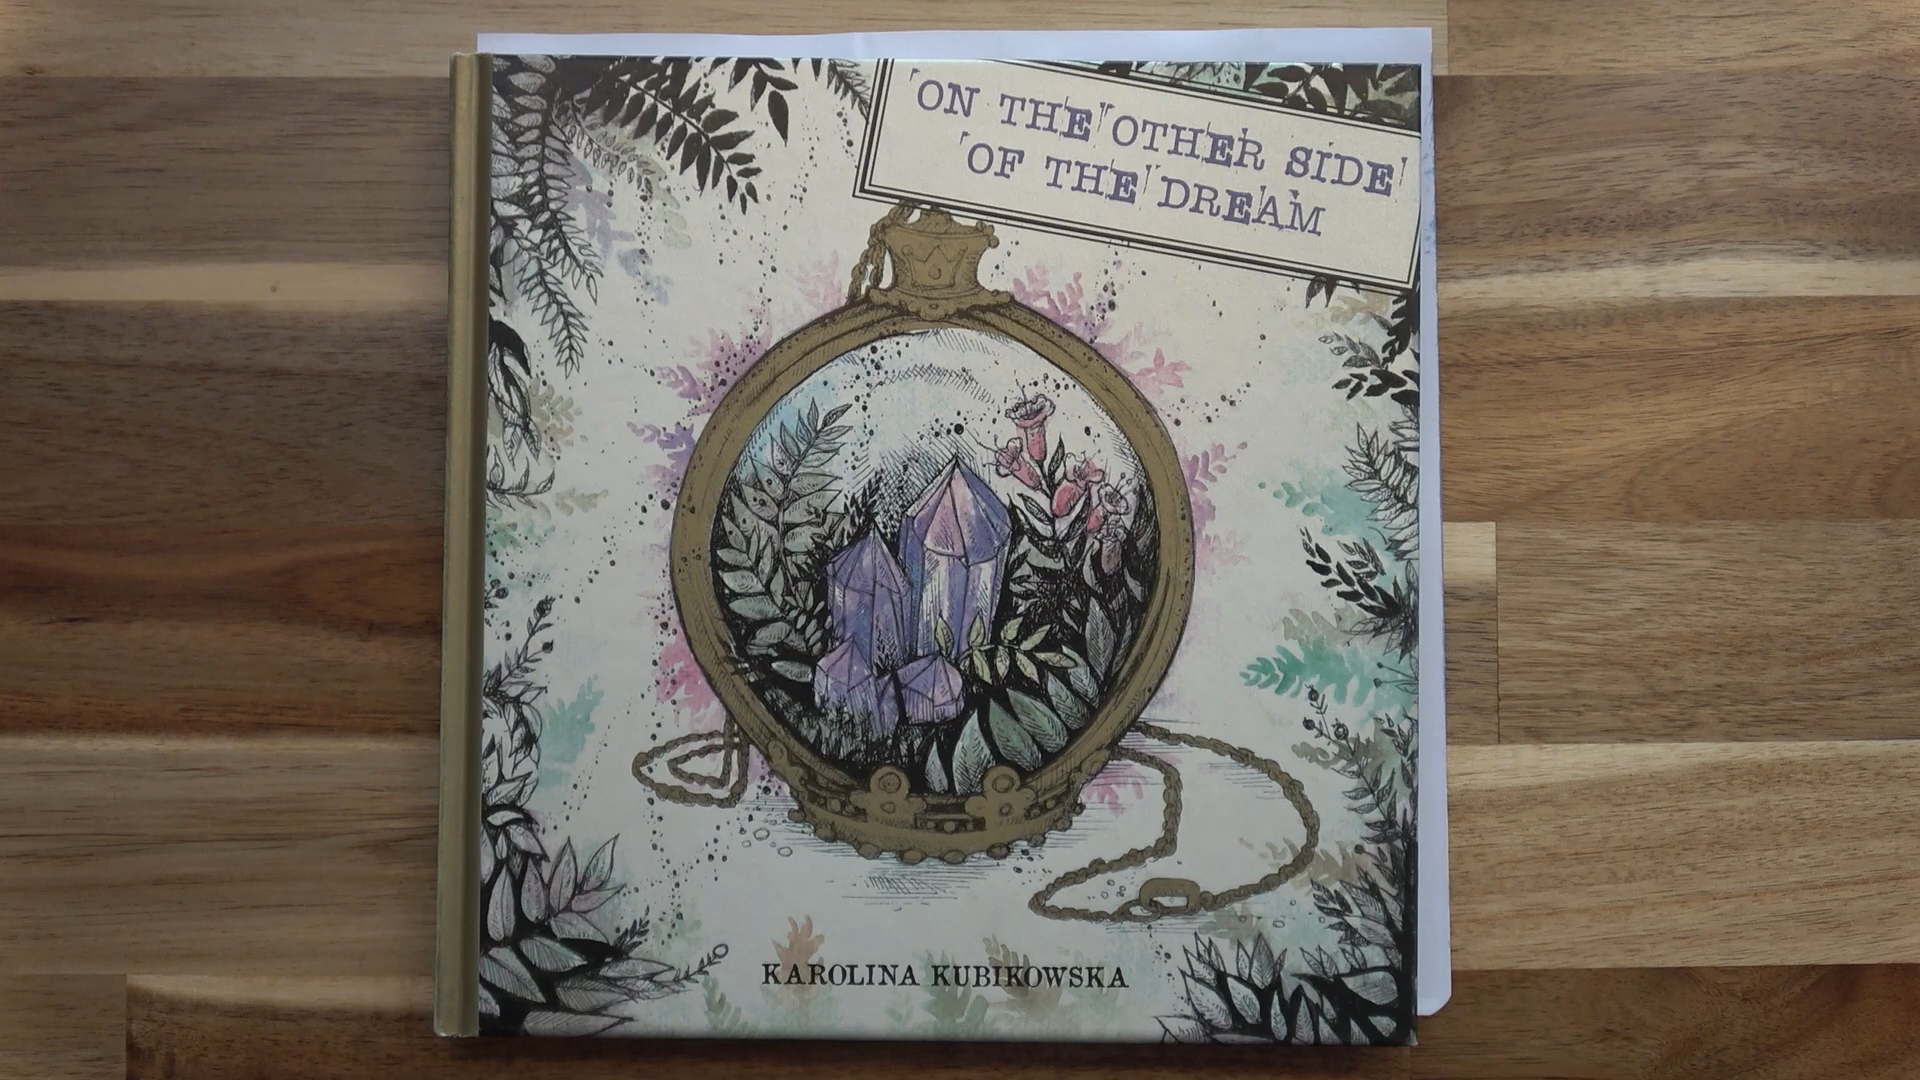 ON THE OTHER SIDE
OF THE DREAM
KAROLINA KUBIKOWSKA